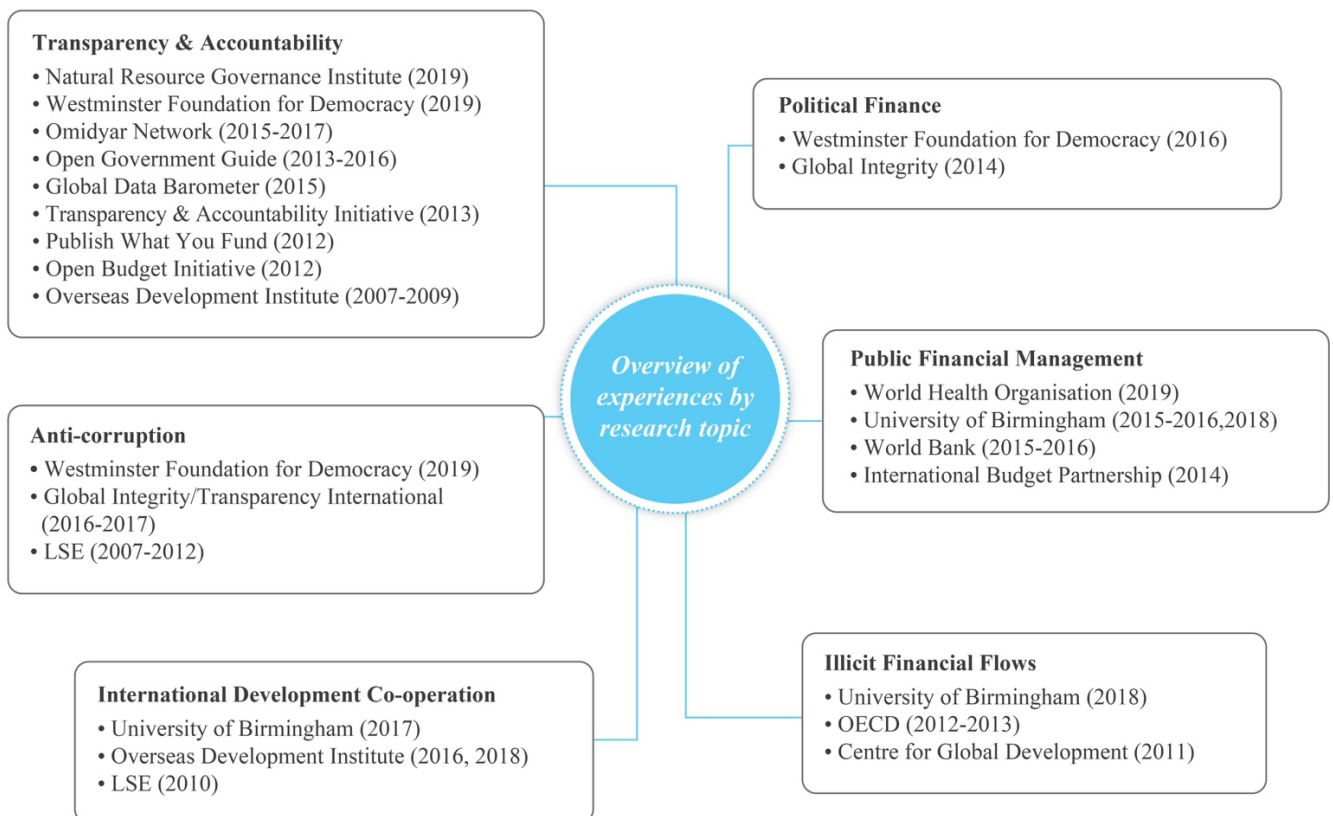 Transparency & Accountability
• Natural Resource Governance Institute (2019)
• Westminster Foundation for Democracy (2019)
• Omidyar Network (2015-2017)
• Open Government Guide (2013-2016)
• Global Data Barometer (2015)
• Transparency & Accountability Initiative (2013)
• Publish What You Fund (2012)
• Open Budget Initiative (2012)
• Overseas Development Institute (2007-2009)
Political Finance
• Westminster Foundation for Democracy (2016)
• Global Integrity (2014)
Overview of
experiences by
research topic
Public Financial Management
• World Health Organisation (2019)
• University of Birmingham (2015-2016,2018)
• World Bank (2015-2016)
• International Budget Partnership (2014)
Anti-corruption
• Westminster Foundation for Democracy (2019)
• Global Integrity/Transparency International
(2016-2017)
• LSE (2007-2012)
International Development Co-operation
• University of Birmingham (2017)
• Overseas Development Institute (2016, 2018)
• LSE (2010)
Illicit Financial Flows
• University of Birmingham (2018)
• OECD (2012-2013)
• Centre for Global Development (2011)